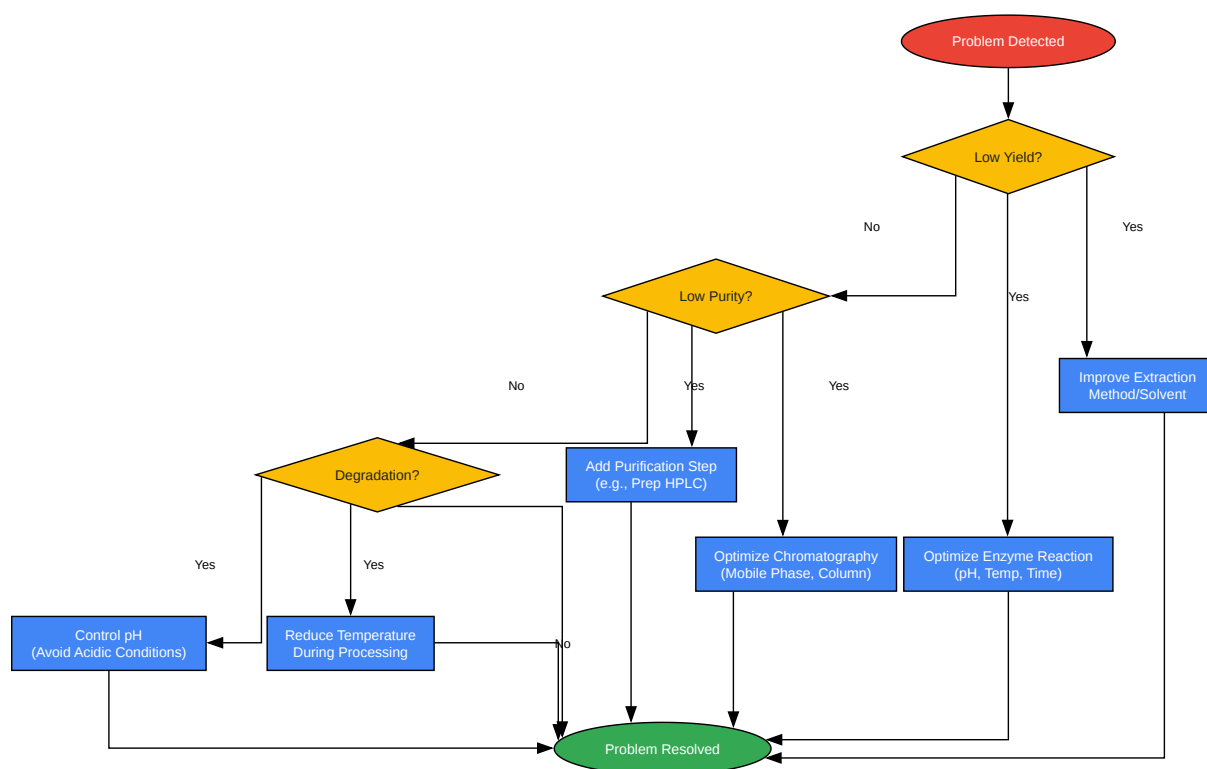 Problem Detected
Low Yield?
No
Yes
Low Purity?
Yes
Improve Extraction
Method/Solvent
No
Yes
Yes
Degradation?
Add Purification Step
(e.g., Prep HPLC)
Optimize Chromatography
(Mobile Phase, Column)
Optimize Enzyme Reaction
(pH, Temp, Time)
Yes
Yes
Control pH
(Avoid Acidic Conditions)
Reduce Temperature
During Processing
No
Problem Resolved